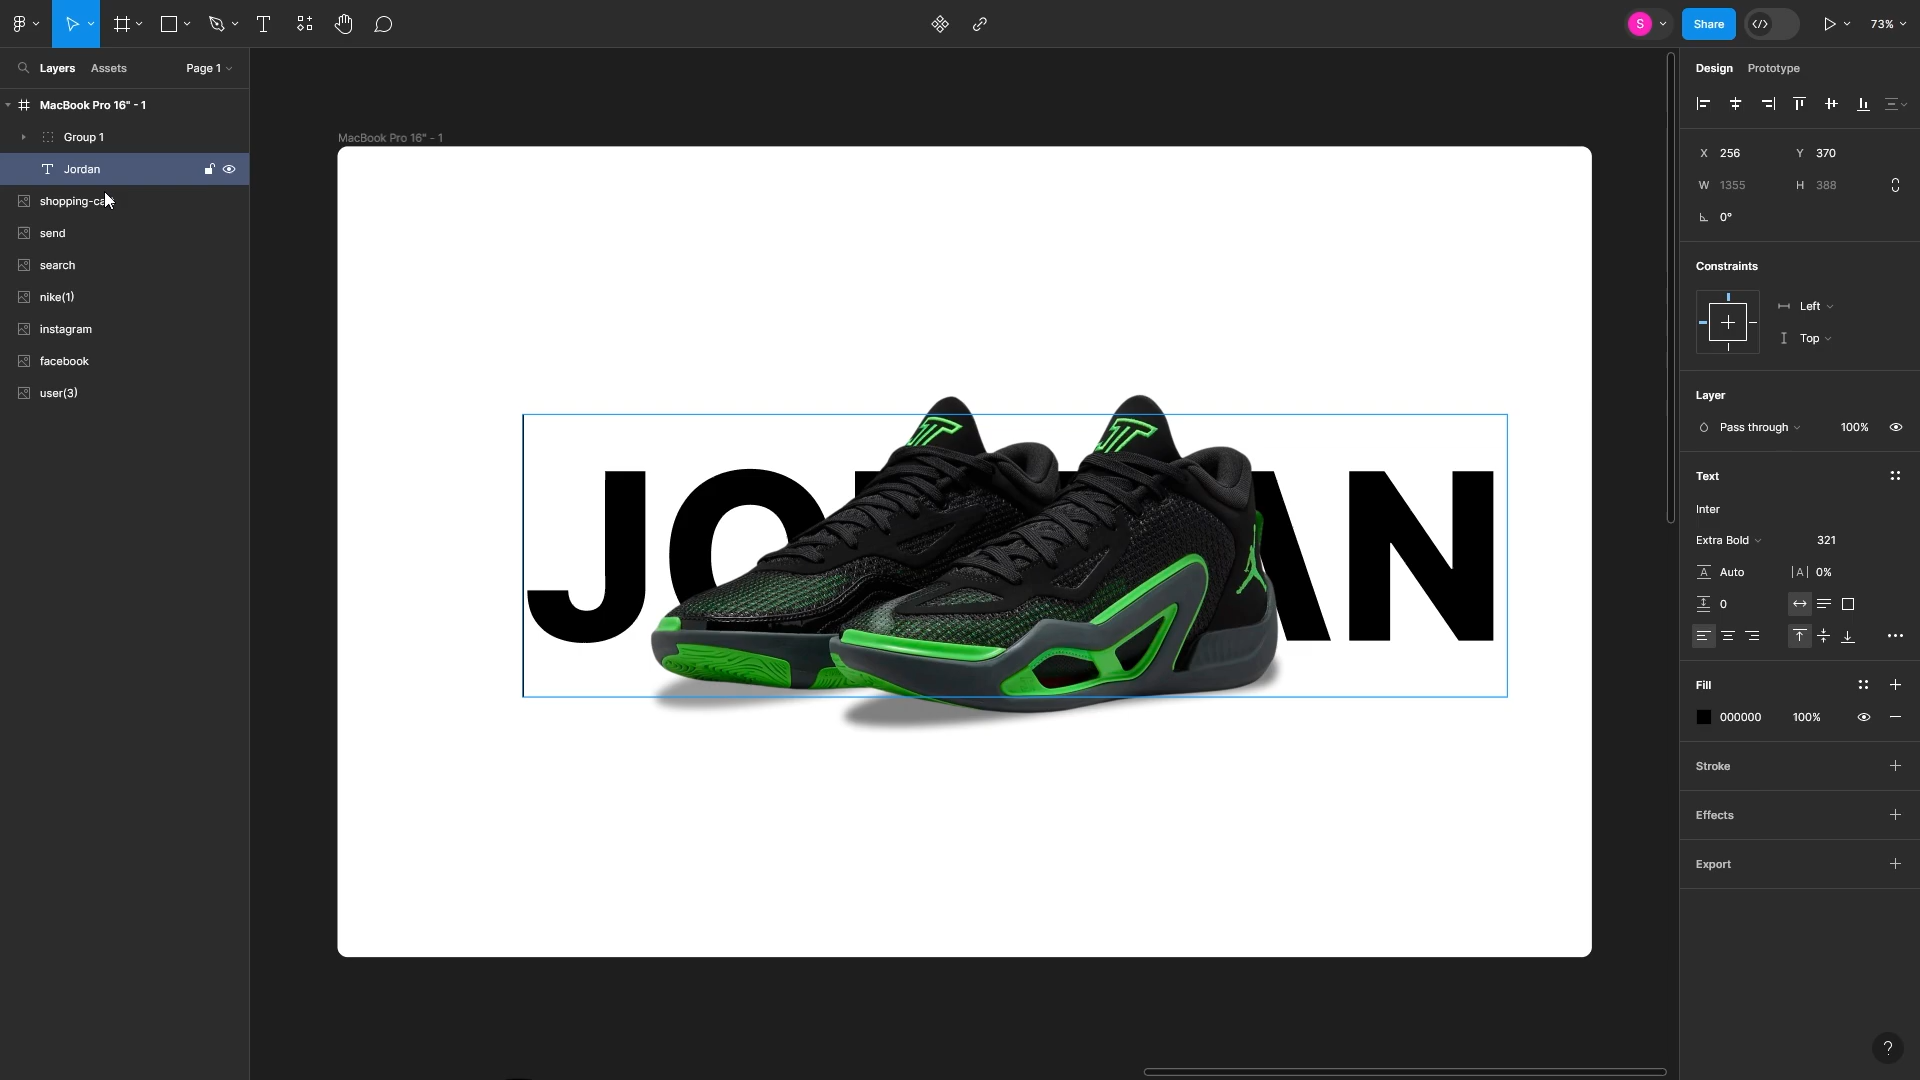 S
Share
73%
Layers
Assets
Page 1
MacBook Pro 16" - 1
Group 1
Jordan
shopping-ca
send
search
nike(1)
instagram
facebook
user(3)
MacBook Pro 16" - 1
JO
AN
Design
Prototype
X 256
Y 370
W 1355
H 388
0°
Constraints
Left
Top
Layer
Pass through
100%
Text
Inter
Extra Bold
321
A Auto
|A| 0%
0
Fill
000000
100%
Stroke
Effects
Export
?